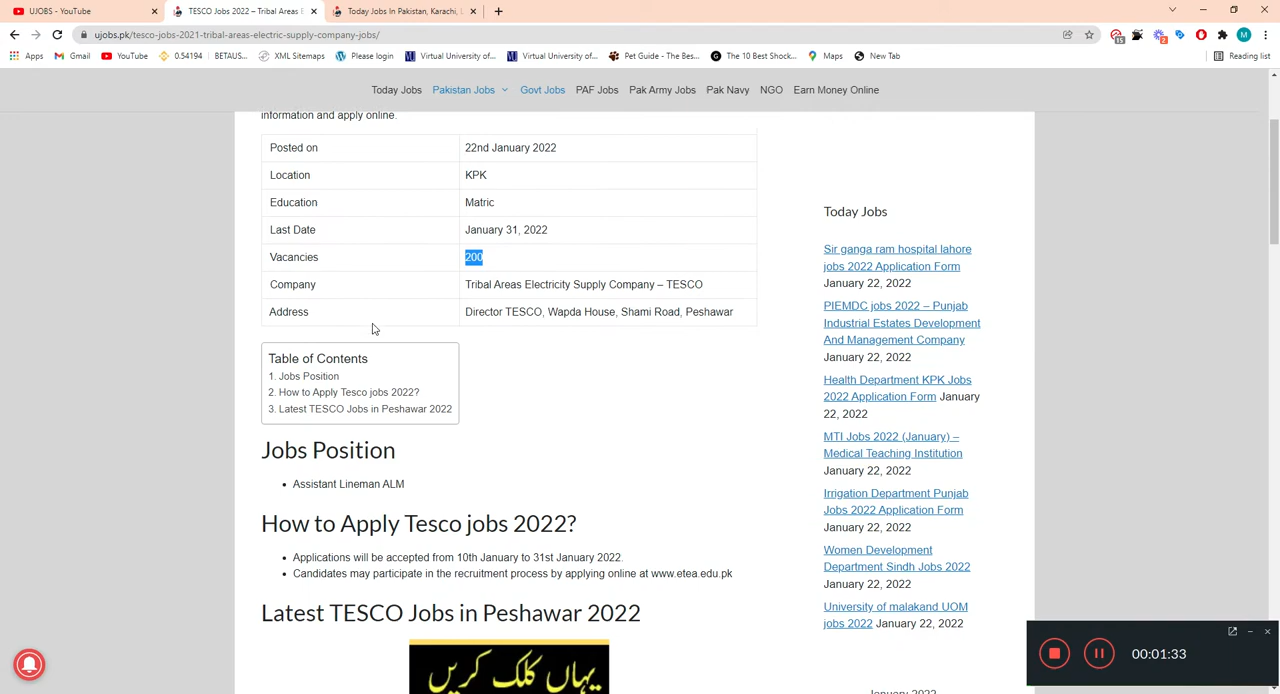 UJOBS - YouTube
TESCO Jobs 2022 – Tribal Areas E
Today Jobs In Pakistan, Karachi, L
ujobs.pk/tesco-jobs-2021-tribal-areas-electric-supply-company-jobs/
Apps Gmail YouTube 0.54194 | BETAUS... XML Sitemaps Please login Virtual University of... Virtual University of... Pet Guide - The Bes... The 10 Best Shock... Maps New Tab Reading list
Today Jobs Pakistan Jobs Govt Jobs PAF Jobs Pak Army Jobs Pak Navy NGO Earn Money Online
information and apply online.
Posted on 22nd January 2022
Location KPK
Education Matric
Last Date January 31, 2022
Vacancies 200
Company Tribal Areas Electricity Supply Company – TESCO
Address Director TESCO, Wapda House, Shami Road, Peshawar
Table of Contents
1. Jobs Position
2. How to Apply Tesco jobs 2022?
3. Latest TESCO Jobs in Peshawar 2022
Jobs Position
• Assistant Lineman ALM
How to Apply Tesco jobs 2022?
• Applications will be accepted from 10th January to 31st January 2022.
• Candidates may participate in the recruitment process by applying online at www.etea.edu.pk
Latest TESCO Jobs in Peshawar 2022
یہاں کلک کریں
Today Jobs
Sir ganga ram hospital lahore
jobs 2022 Application Form
January 22, 2022
PIEMDC jobs 2022 – Punjab
Industrial Estates Development
And Management Company
January 22, 2022
Health Department KPK Jobs
2022 Application Form January
22, 2022
MTI Jobs 2022 (January) –
Medical Teaching Institution
January 22, 2022
Irrigation Department Punjab
Jobs 2022 Application Form
January 22, 2022
Women Development
Department Sindh Jobs 2022
January 22, 2022
University of malakand UOM
jobs 2022 January 22, 2022
00:01:33